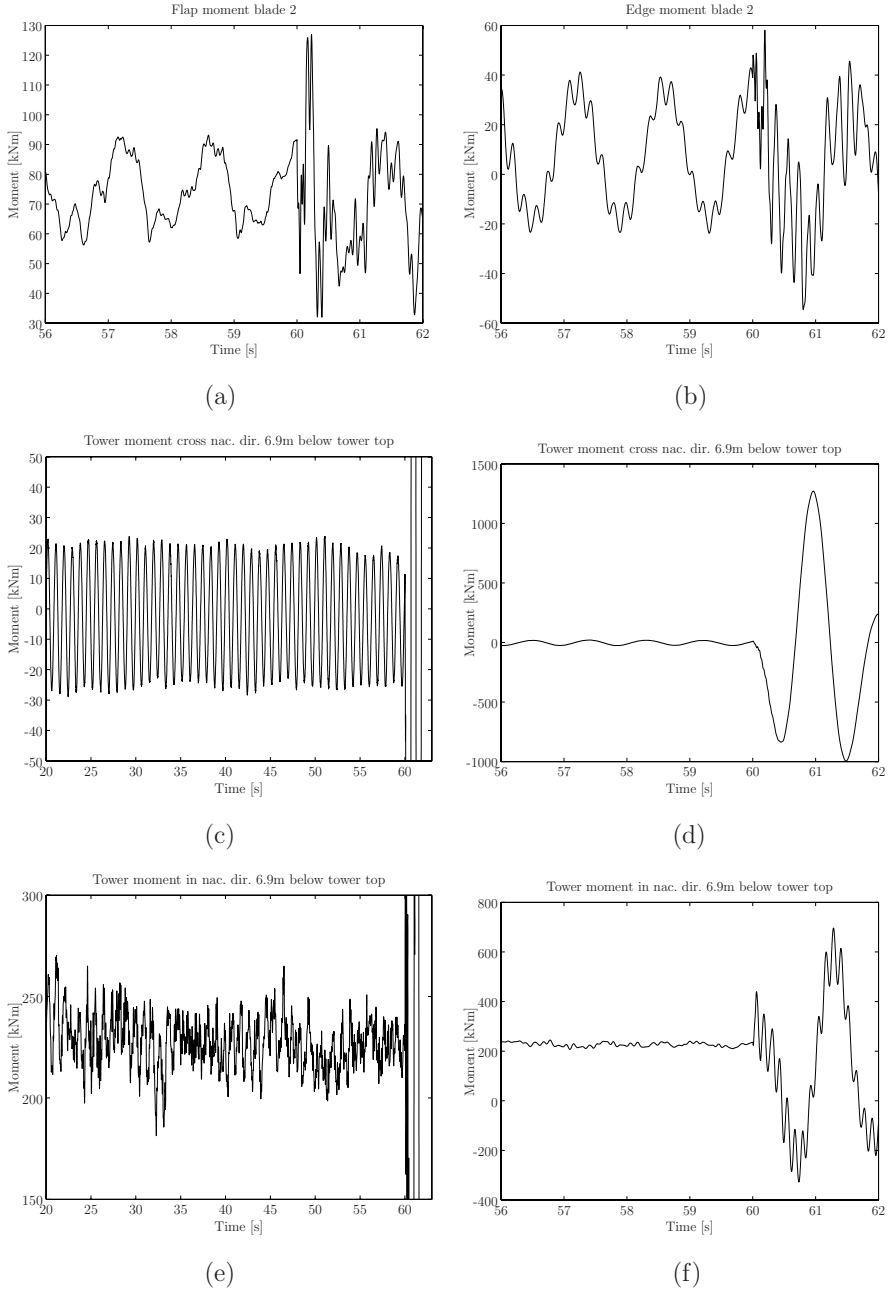 Flap moment blade 2
130
120
110
100
90
80
70
60
50
40
30
Moment [kNm]
56 57 58 59 60 61 62
Time [s]
(a)
Edge moment blade 2
60
40
20
0
-20
-40
-60
Moment [kNm]
56 57 58 59 60 61 62
Time [s]
(b)
Tower moment cross nac. dir. 6.9m below tower top
50
40
30
20
10
0
-10
-20
-30
-40
-50
Moment [kNm]
20 25 30 35 40 45 50 55 60
Time [s]
(c)
Tower moment cross nac. dir. 6.9m below tower top
1500
1000
500
0
-500
-1000
Moment [kNm]
56 57 58 59 60 61 62
Time [s]
(d)
Tower moment in nac. dir. 6.9m below tower top
300
250
200
150
Moment [kNm]
20 25 30 35 40 45 50 55 60
Time [s]
(e)
Tower moment in nac. dir. 6.9m below tower top
800
600
400
200
0
-200
-400
Moment [kNm]
56 57 58 59 60 61 62
Time [s]
(f)